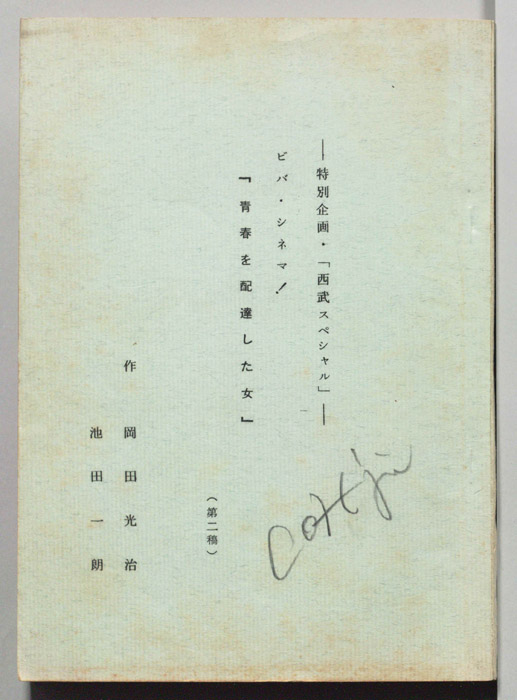 ―特別企画・「西武スペシャル」―
ビバ・シネマ!
『青春を配達した女』
(第二稿)
作 岡田光治
池田一朗